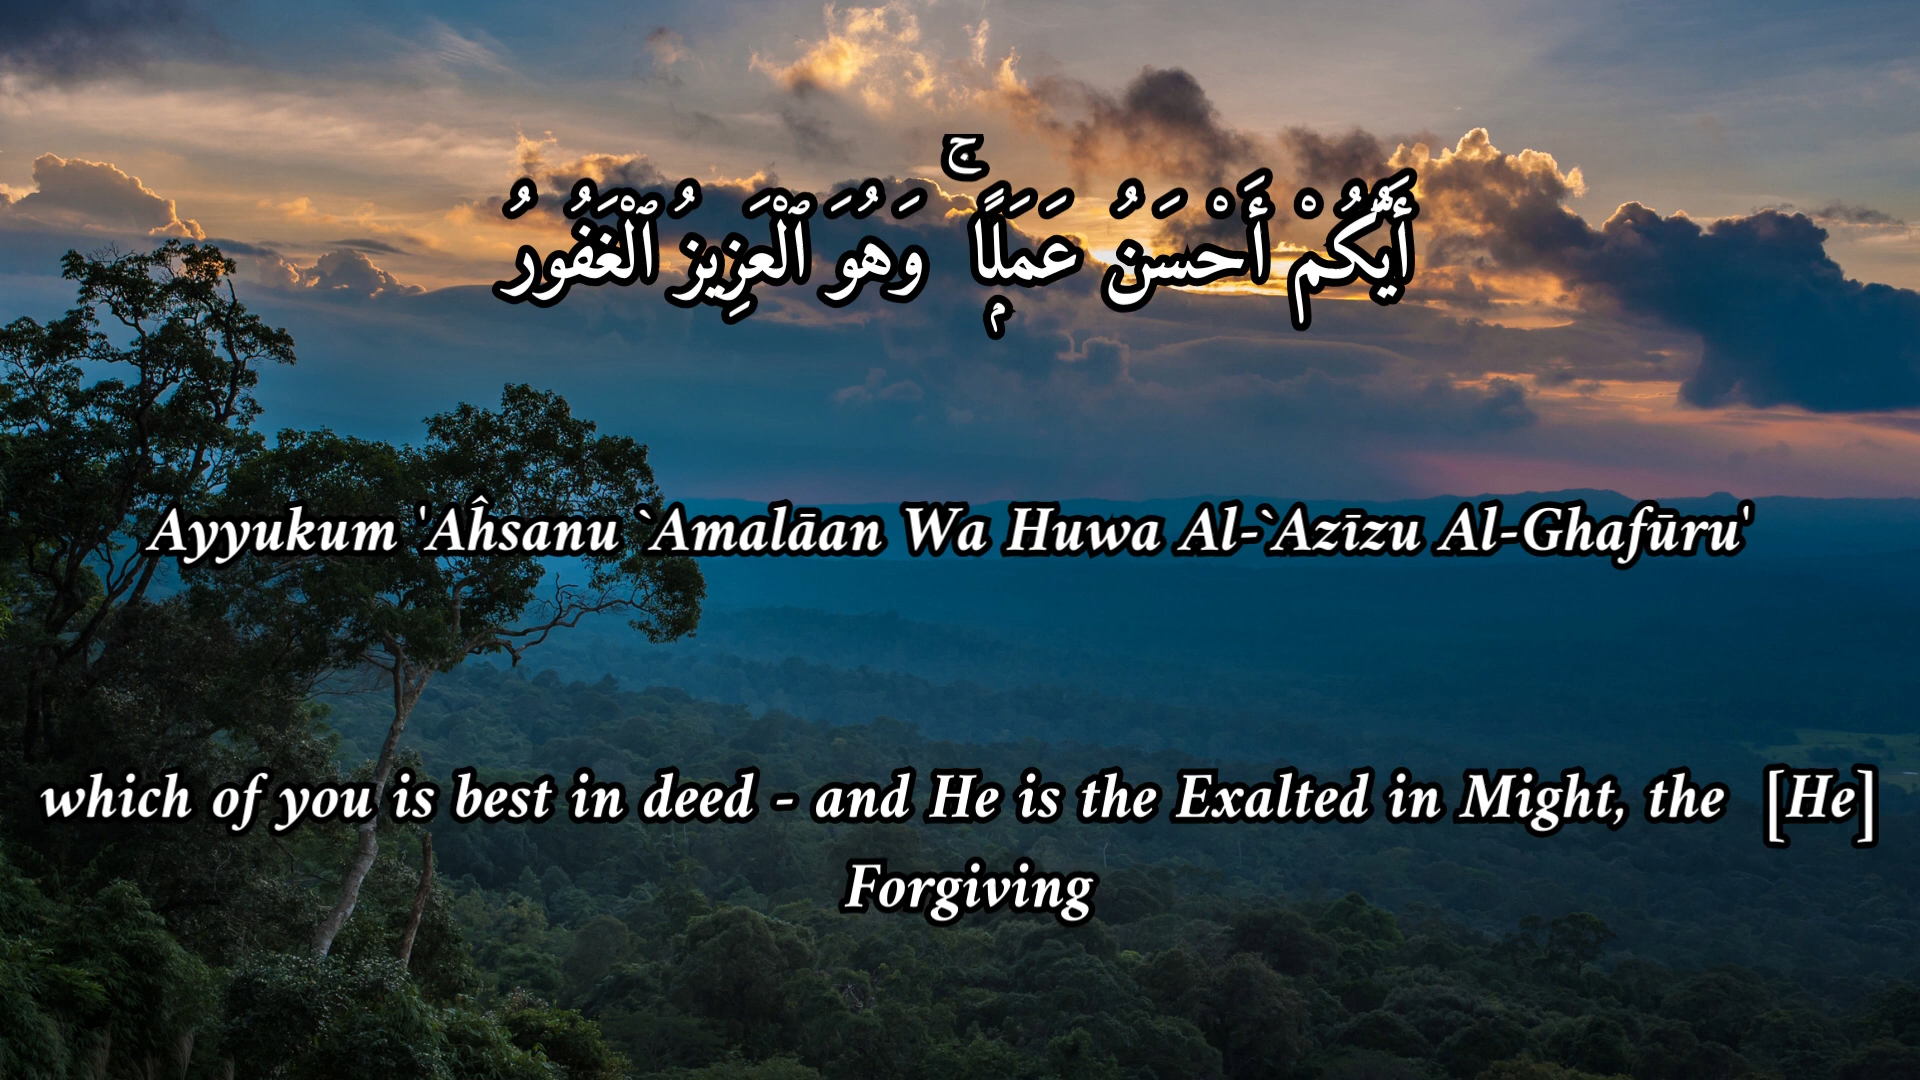 أَيُّكُمْ أَحْسَنُ عَمَلًۭا ۚ وَهُوَ ٱلْعَزِيزُ ٱلْغَفُورُ
Ayyukum 'Aĥsanu `Amalāan Wa Huwa Al-`Azīzu Al-Ghafūru'
which of you is best in deed - and He is the Exalted in Might, the [He]
Forgiving